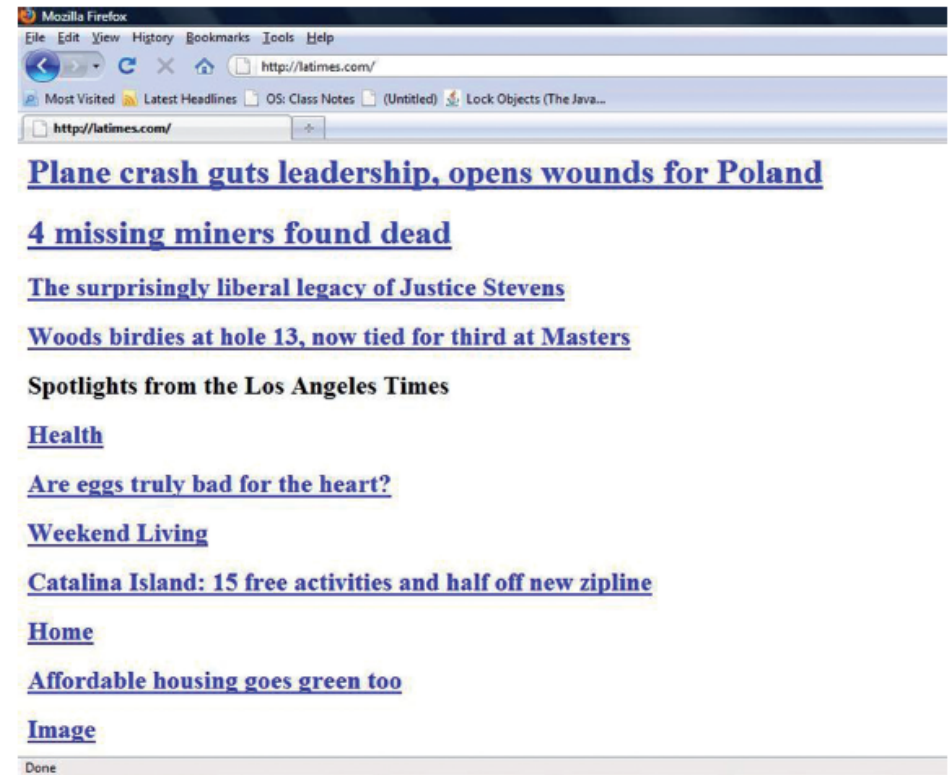 Mozilla Firefox
File Edit View History Bookmarks Tools Help
http://latimes.com/
Most Visited Latest Headlines OS: Class Notes (Untitled) Lock Objects (The Java...
http://latimes.com/
Plane crash guts leadership, opens wounds for Poland
4 missing miners found dead
The surprisingly liberal legacy of Justice Stevens
Woods birdies at hole 13, now tied for third at Masters
Spotlights from the Los Angeles Times
Health
Are eggs truly bad for the heart?
Weekend Living
Catalina Island: 15 free activities and half off new zipline
Home
Affordable housing goes green too
Image
Done